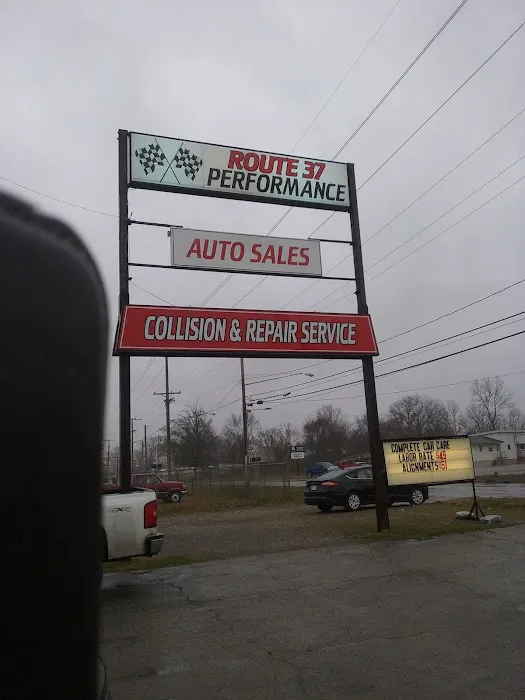 ROUTE 37
PERFORMANCE
AUTO SALES
COLLISION & REPAIR SERVICE
COMPLETE CAR CARE
LABOR RATE
ALIGNMENTS